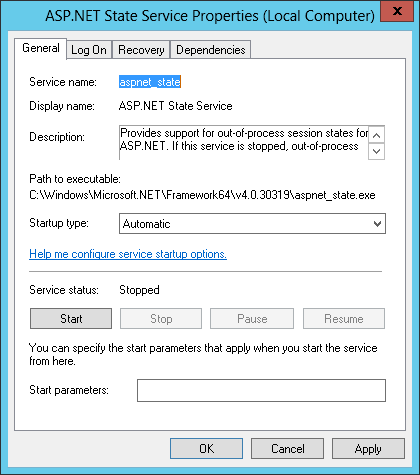 ASP.NET State Service Properties (Local Computer)
x
General Log On Recovery Dependencies
Service name: aspnet_state
Display name: ASP.NET State Service
Description: Provides support for out-of-process session states for
ASP.NET. If this service is stopped, out-of-process
Path to executable:
C:\Windows\Microsoft.NET\Framework64\v4.0.30319\aspnet_state.exe
Startup type: Automatic
Help me configure service startup options.
Service status: Stopped
Start Stop Pause Resume
You can specify the start parameters that apply when you start the service
from here.
Start parameters:
OK Cancel Apply